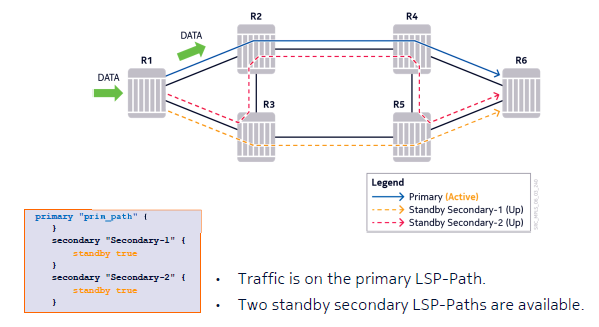 R2
R4
DATA
R1
R6
DATA
R3
R5
Legend
Primary (Active)
Standby Secondary-1 (Up)
Standby Secondary-2 (Up)
primary "prim_path" {
}
secondary "Secondary-1" {
standby true
}
secondary "Secondary-2" {
standby true
}
• Traffic is on the primary LSP-Path.
• Two standby secondary LSP-Paths are available.